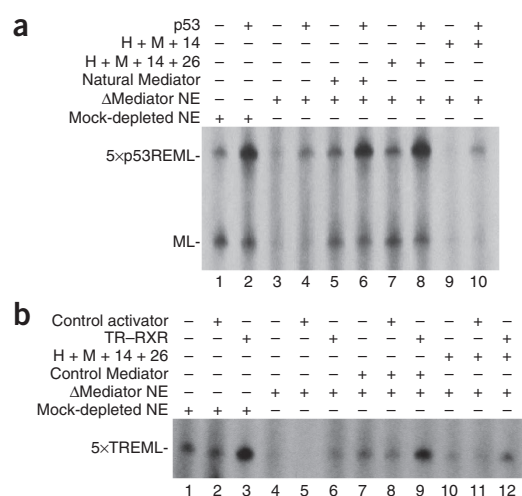 a
p53 – + – + – + – + – +
H + M + 14 – – – – – – – – + +
H + M + 14 + 26 – – – – – – + + – –
Natural Mediator – – – – + + – – – –
ΔMediator NE – – + + + + + + + +
Mock-depleted NE + + – – – – – – – –
5×p53REML-
ML-
1 2 3 4 5 6 7 8 9 10
b
Control activator – + – – + – – + – – + –
TR–RXR – – + – – + – – + – – +
H + M + 14 + 26 – – – – – – – – – + + +
Control Mediator – – – – – – + + + – – –
ΔMediator NE – – – + + + + + + + + +
Mock-depleted NE + + + – – – – – – – – –
5×TREML-
1 2 3 4 5 6 7 8 9 10 11 12